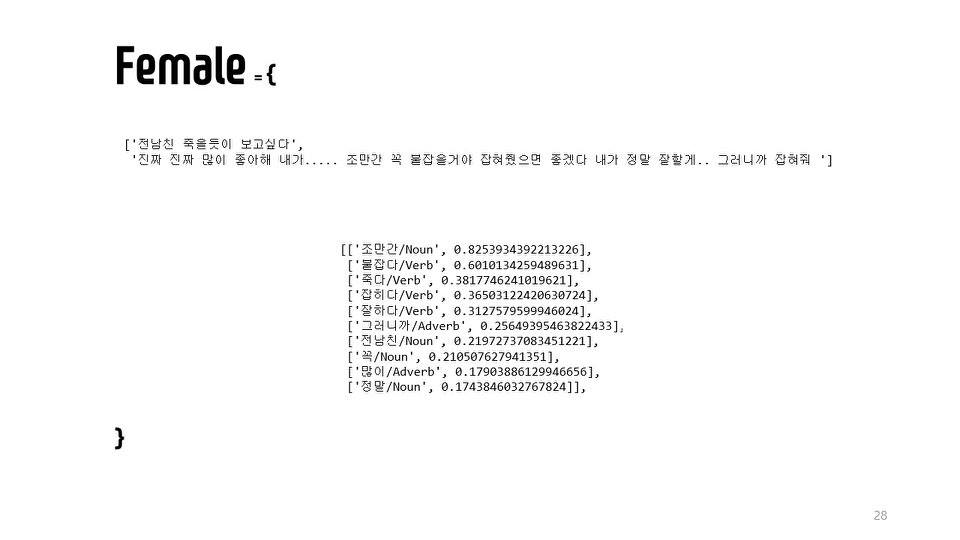 Female ={
['전남친 죽을듯이 보고싶다',
'진짜 진짜 많이 좋아해 내가..... 조만간 꼭 붙잡을거야 잡혀줬으면 좋겠다 내가 정말 잘할게.. 그러니까 잡혀줘 ']
[['조만간/Noun', 0.8253934392213226],
['붙잡다/Verb', 0.6010134259489631],
['죽다/Verb', 0.3817746241019621],
['잡히다/Verb', 0.36503122420630724],
['잘하다/Verb', 0.3127579599946024],
['그러니까/Adverb', 0.25649395463822433],
['전남친/Noun', 0.21972737083451221],
['꼭/Noun', 0.210507627941351],
['많이/Adverb', 0.17903886129946656],
['정말/Noun', 0.1743846032767824]],
}
28